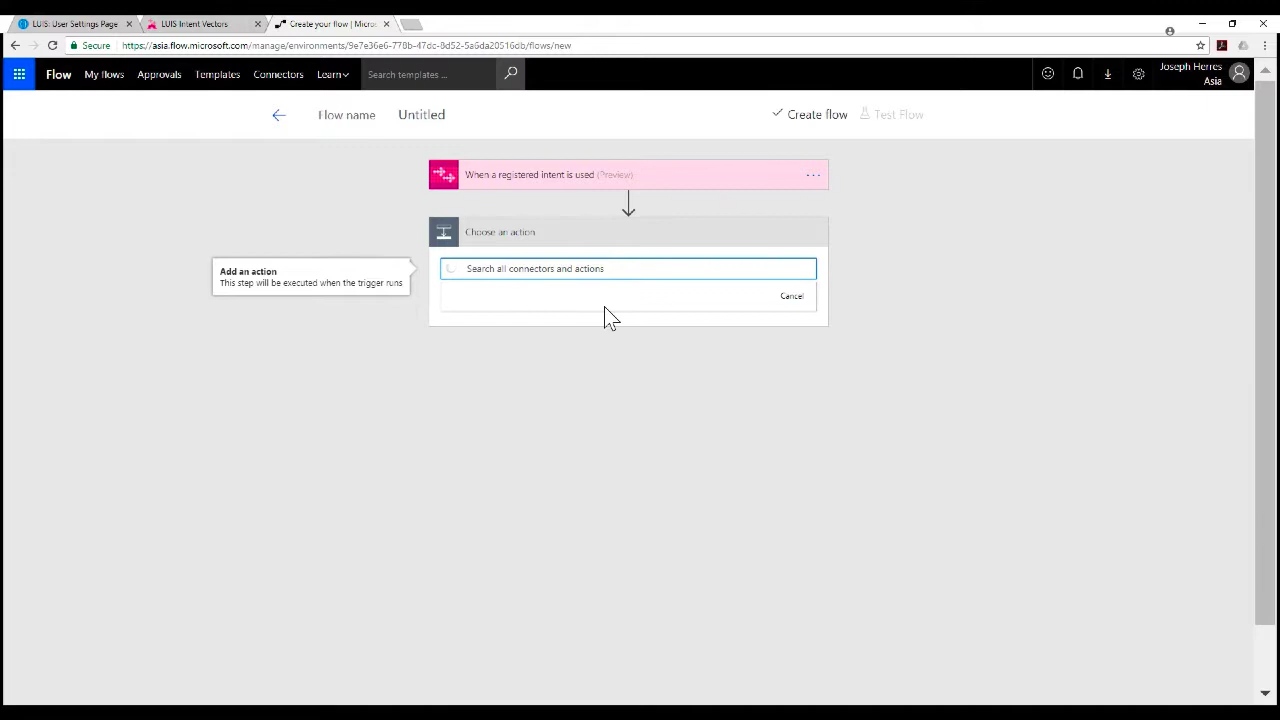 LUIS: User Settings Page
LUIS Intent Vectors
Create your flow | Micros
Secure
https://asia.flow.microsoft.com/manage/environments/9e7e36e6-778b-47dc-8d52-5a6da20516db/flows/new
Flow
My flows
Approvals
Templates
Connectors
Learn
Search templates ...
Joseph Herres
Asia
Flow name
Untitled
Create flow
Test Flow
When a registered intent is used (Preview)
Choose an action
Add an action
This step will be executed when the trigger runs
Search all connectors and actions
Cancel